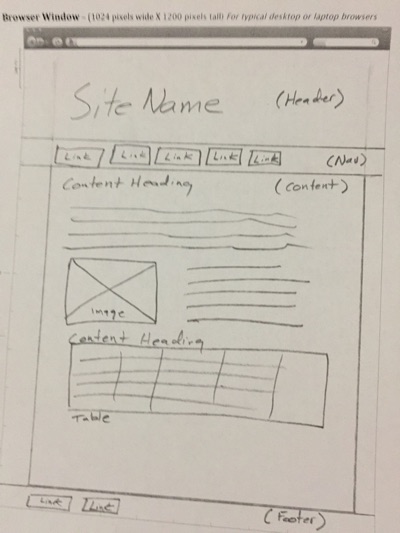 Browser Window - (1024 pixels wide X 1200 pixels tall) For typical desktop or laptop browsers
Site Name (Header)
Link Link Link Link Link (Nav)
Content Heading (content)
Image
Content Heading
Table
Link Link (Footer)